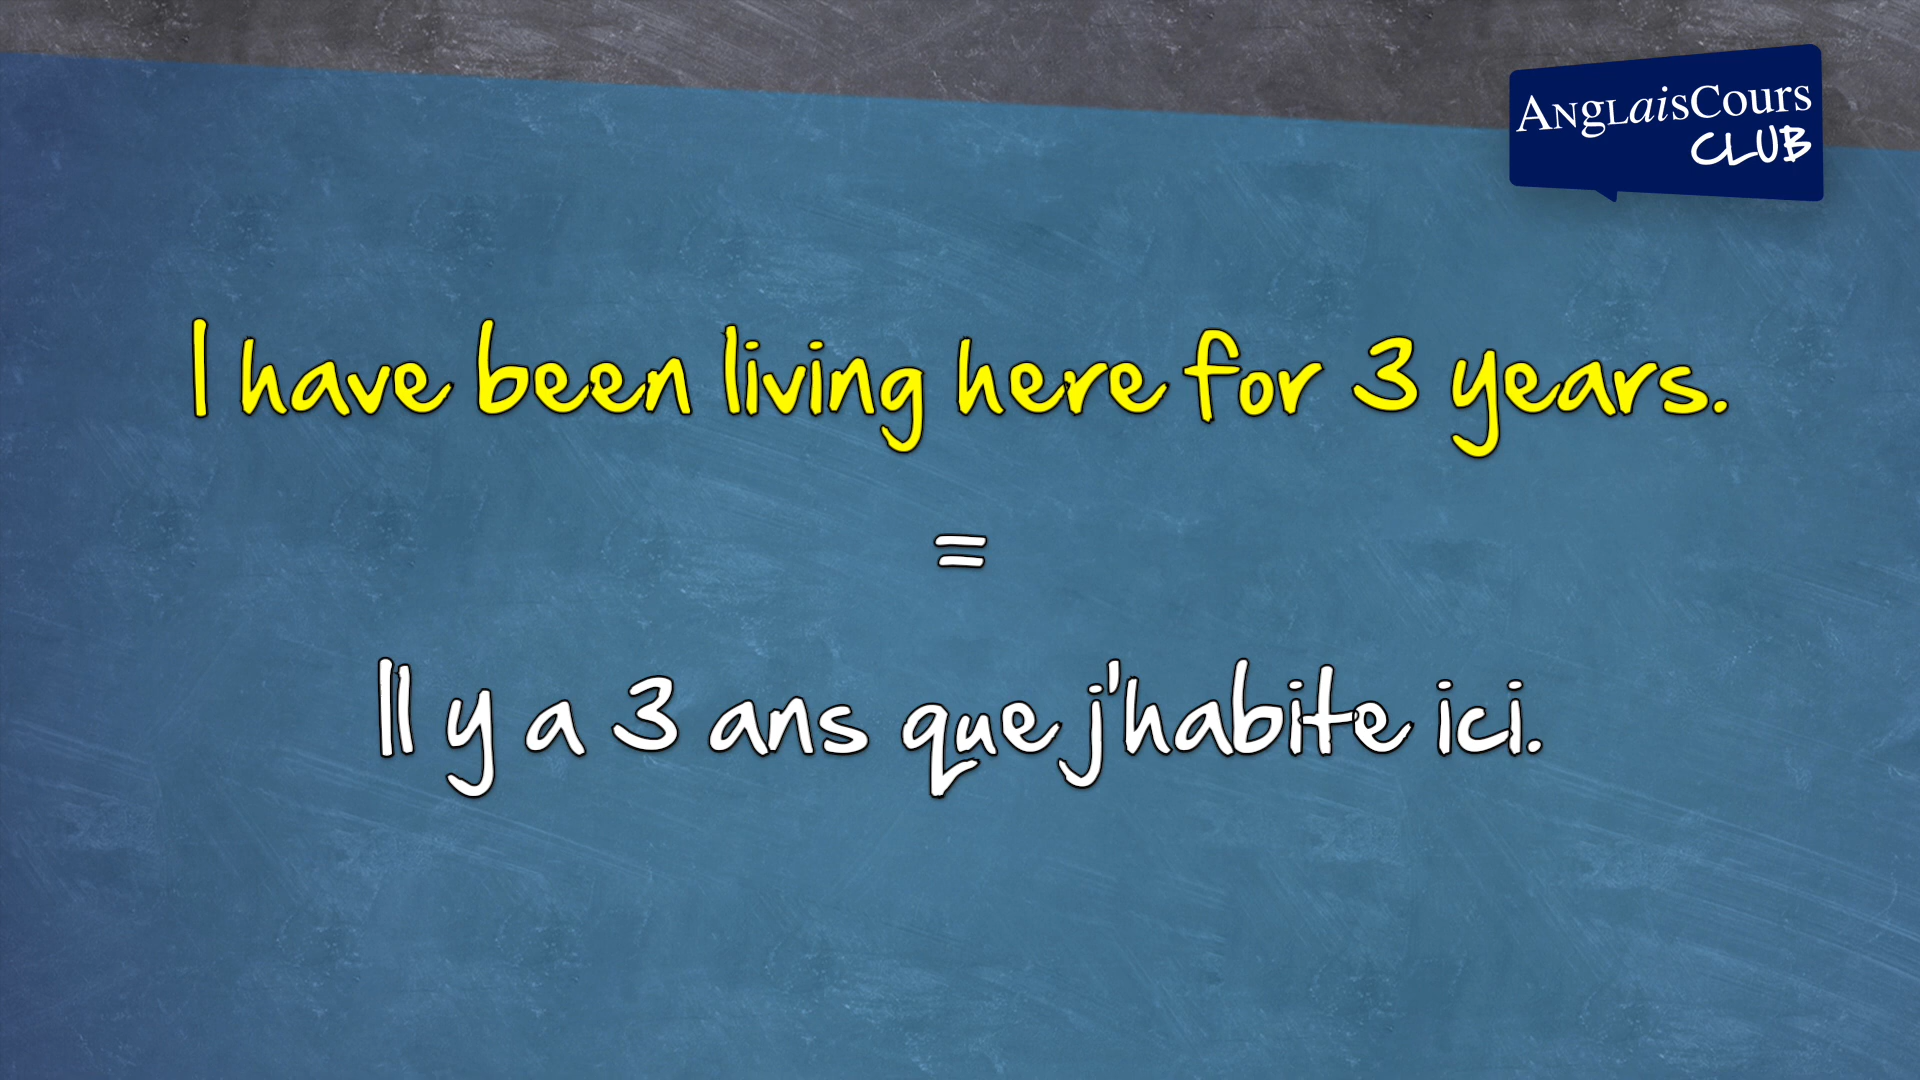 AngLaisCours
CLUB
I have been living here for 3 years.
=
Il y a 3 ans que j'habite ici.